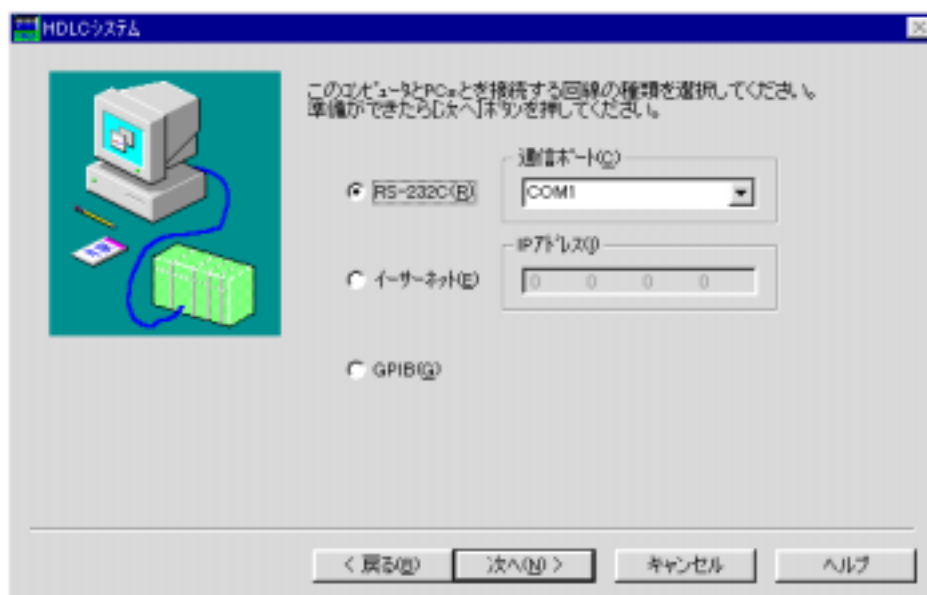 HDLCシステム
このコンピュータとPCαとを接続する回線の種類を選択してください。
準備ができたら[次へ]ボタンを押してください。
通信ポート(C)
RS-232C(R)
COM1
IPアドレス(I)
イーサーネット(E)
0 0 0 0
GPIB(G)
< 戻る(B)
次へ(N) >
キャンセル
ヘルプ